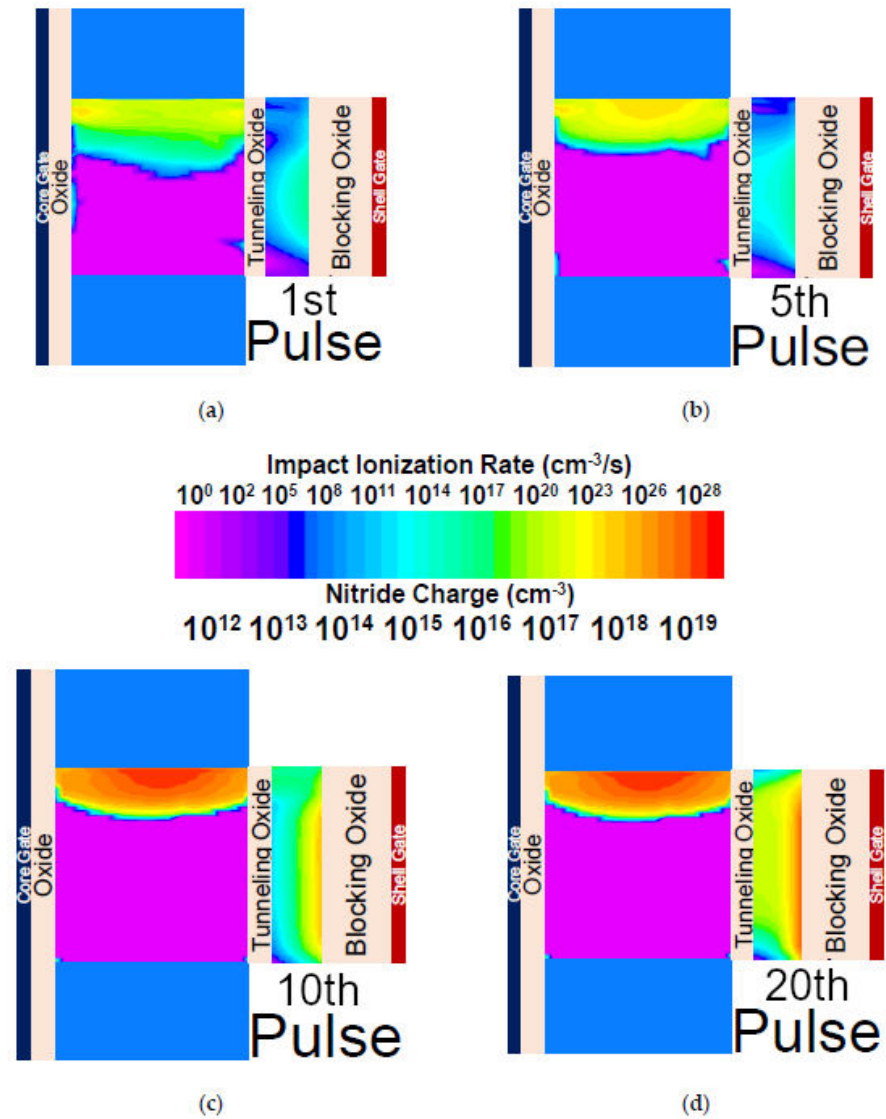 Core Gate
Oxide
Tunneling Oxide
Blocking Oxide
Shell Gate
1st
Pulse
(a)
Core Gate
Oxide
Tunneling Oxide
Blocking Oxide
Shell Gate
5th
Pulse
(b)
Impact Ionization Rate (cm⁻³/s)
10⁰ 10² 10⁵ 10⁸ 10¹¹ 10¹⁴ 10¹⁷ 10²⁰ 10²³ 10²⁶ 10²⁸
Nitride Charge (cm⁻³)
10¹² 10¹³ 10¹⁴ 10¹⁵ 10¹⁶ 10¹⁷ 10¹⁸ 10¹⁹
Core Gate
Oxide
Tunneling Oxide
Blocking Oxide
Shell Gate
10th
Pulse
(c)
Core Gate
Oxide
Tunneling Oxide
Blocking Oxide
Shell Gate
20th
Pulse
(d)